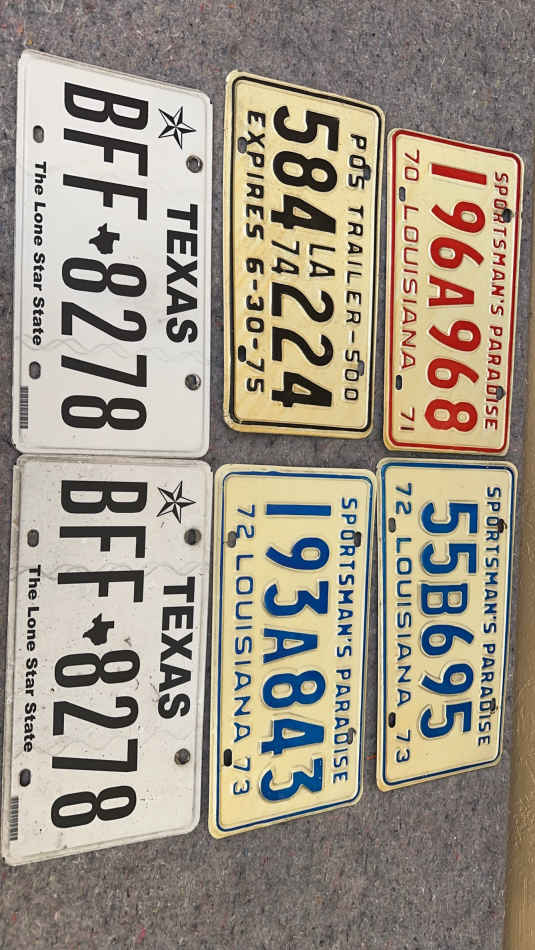 SPORTSMAN'S PARADISE
196A968
70 LOUISIANA 71
SPORTSMAN'S PARADISE
55B695
72 LOUISIANA 73
POS TRAILER-500
584 LA 74 224
EXPIRES 6-30-75
SPORTSMAN'S PARADISE
193A843
72 LOUISIANA 73
TEXAS
BFF 8278
The Lone Star State
TEXAS
BFF 8278
The Lone Star State